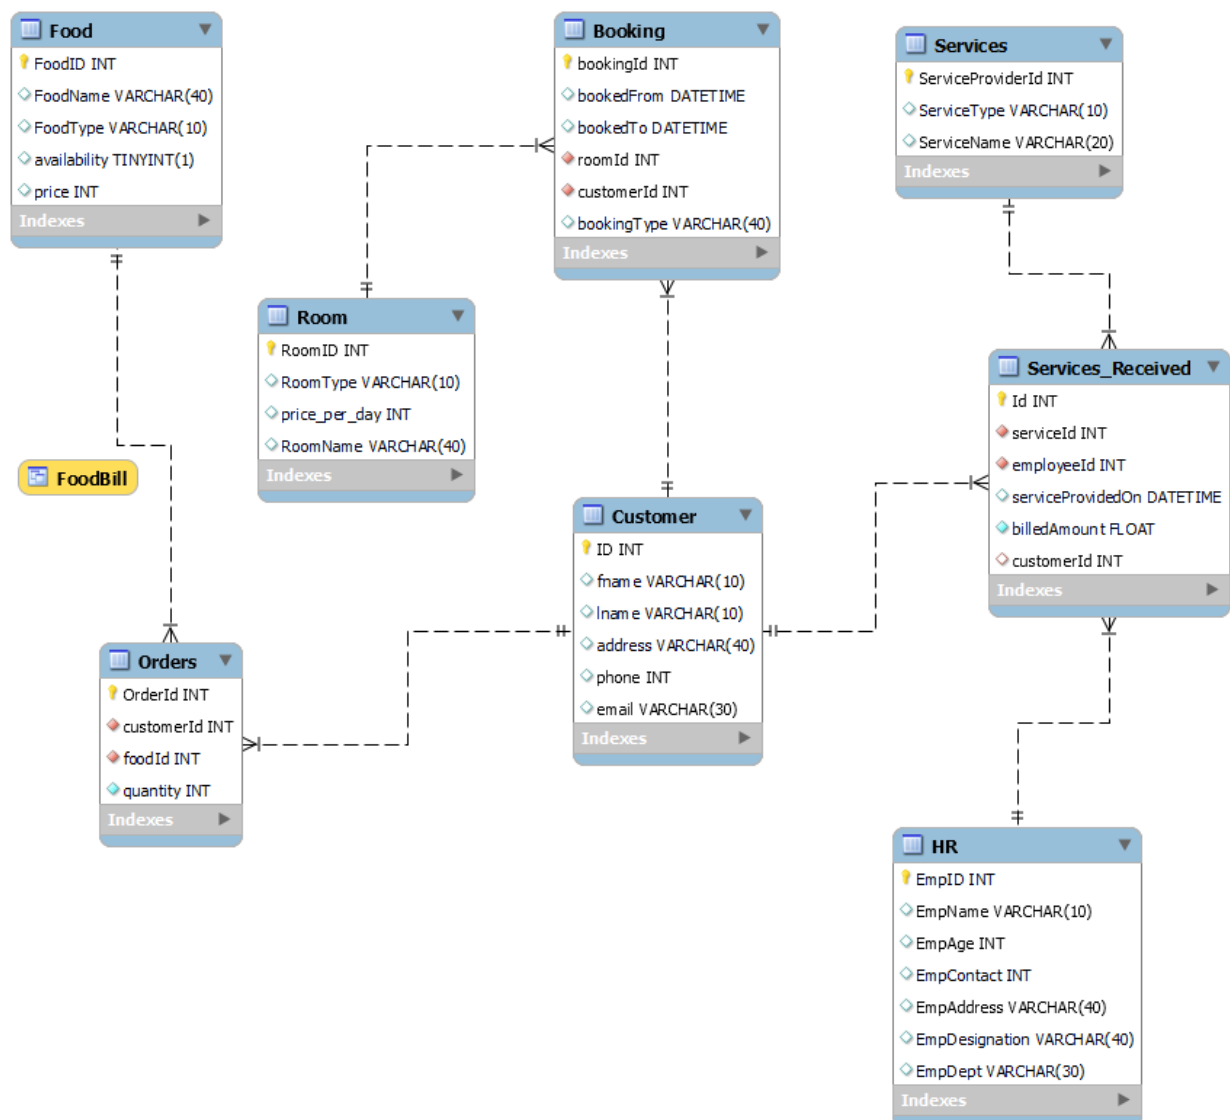 Food
FoodID INT
FoodName VARCHAR(40)
FoodType VARCHAR(10)
availability TINYINT(1)
price INT
Indexes
Booking
bookingId INT
bookedFrom DATETIME
bookedTo DATETIME
roomId INT
customerId INT
bookingType VARCHAR(40)
Indexes
Services
ServiceProviderId INT
ServiceType VARCHAR(10)
ServiceName VARCHAR(20)
Indexes
Room
RoomID INT
RoomType VARCHAR(10)
price_per_day INT
RoomName VARCHAR(40)
Indexes
Services_Received
Id INT
serviceId INT
employeeId INT
serviceProvidedOn DATETIME
billedAmount FLOAT
customerId INT
Indexes
FoodBill
Customer
ID INT
fname VARCHAR(10)
lname VARCHAR(10)
address VARCHAR(40)
phone INT
email VARCHAR(30)
Indexes
Orders
OrderId INT
customerId INT
foodId INT
quantity INT
Indexes
HR
EmpID INT
EmpName VARCHAR(10)
EmpAge INT
EmpContact INT
EmpAddress VARCHAR(40)
EmpDesignation VARCHAR(40)
EmpDept VARCHAR(30)
Indexes